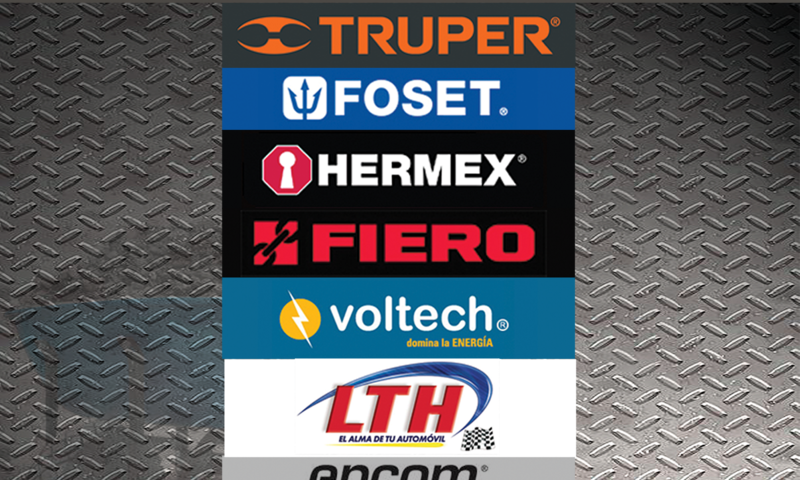 TRUPER®
FOSET®
HERMEX®
FIERO
voltech®
domina la ENERGÍA
LTH
EL ALMA DE TU AUTOMÓVIL